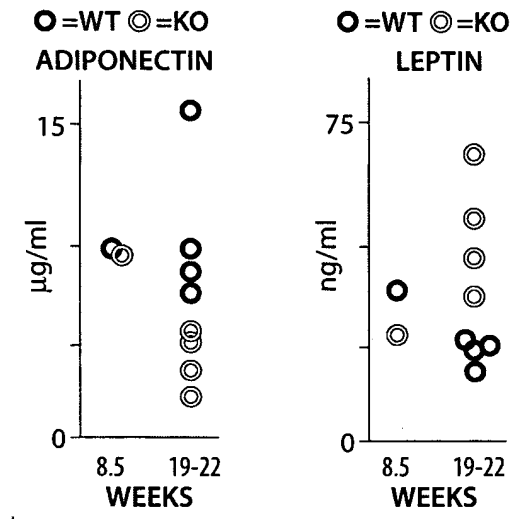 =WT =KO
ADIPONECTIN
15
µg/ml
0
8.5 19-22
WEEKS
=WT =KO
LEPTIN
75
ng/ml
0
8.5 19-22
WEEKS